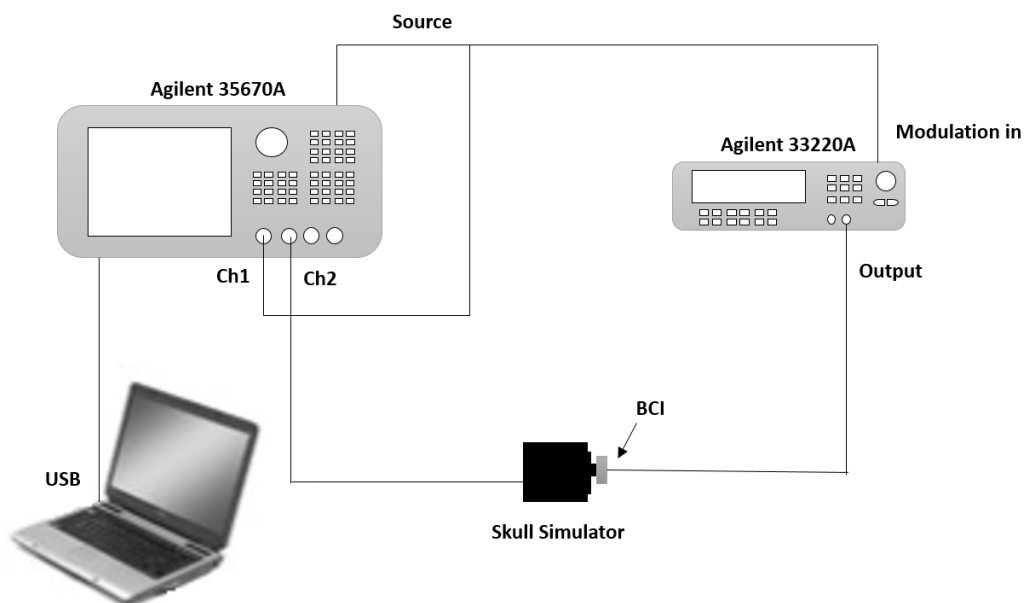 Source
Agilent 35670A
Agilent 33220A
Modulation in
Ch1
Ch2
Output
BCI
USB
Skull Simulator